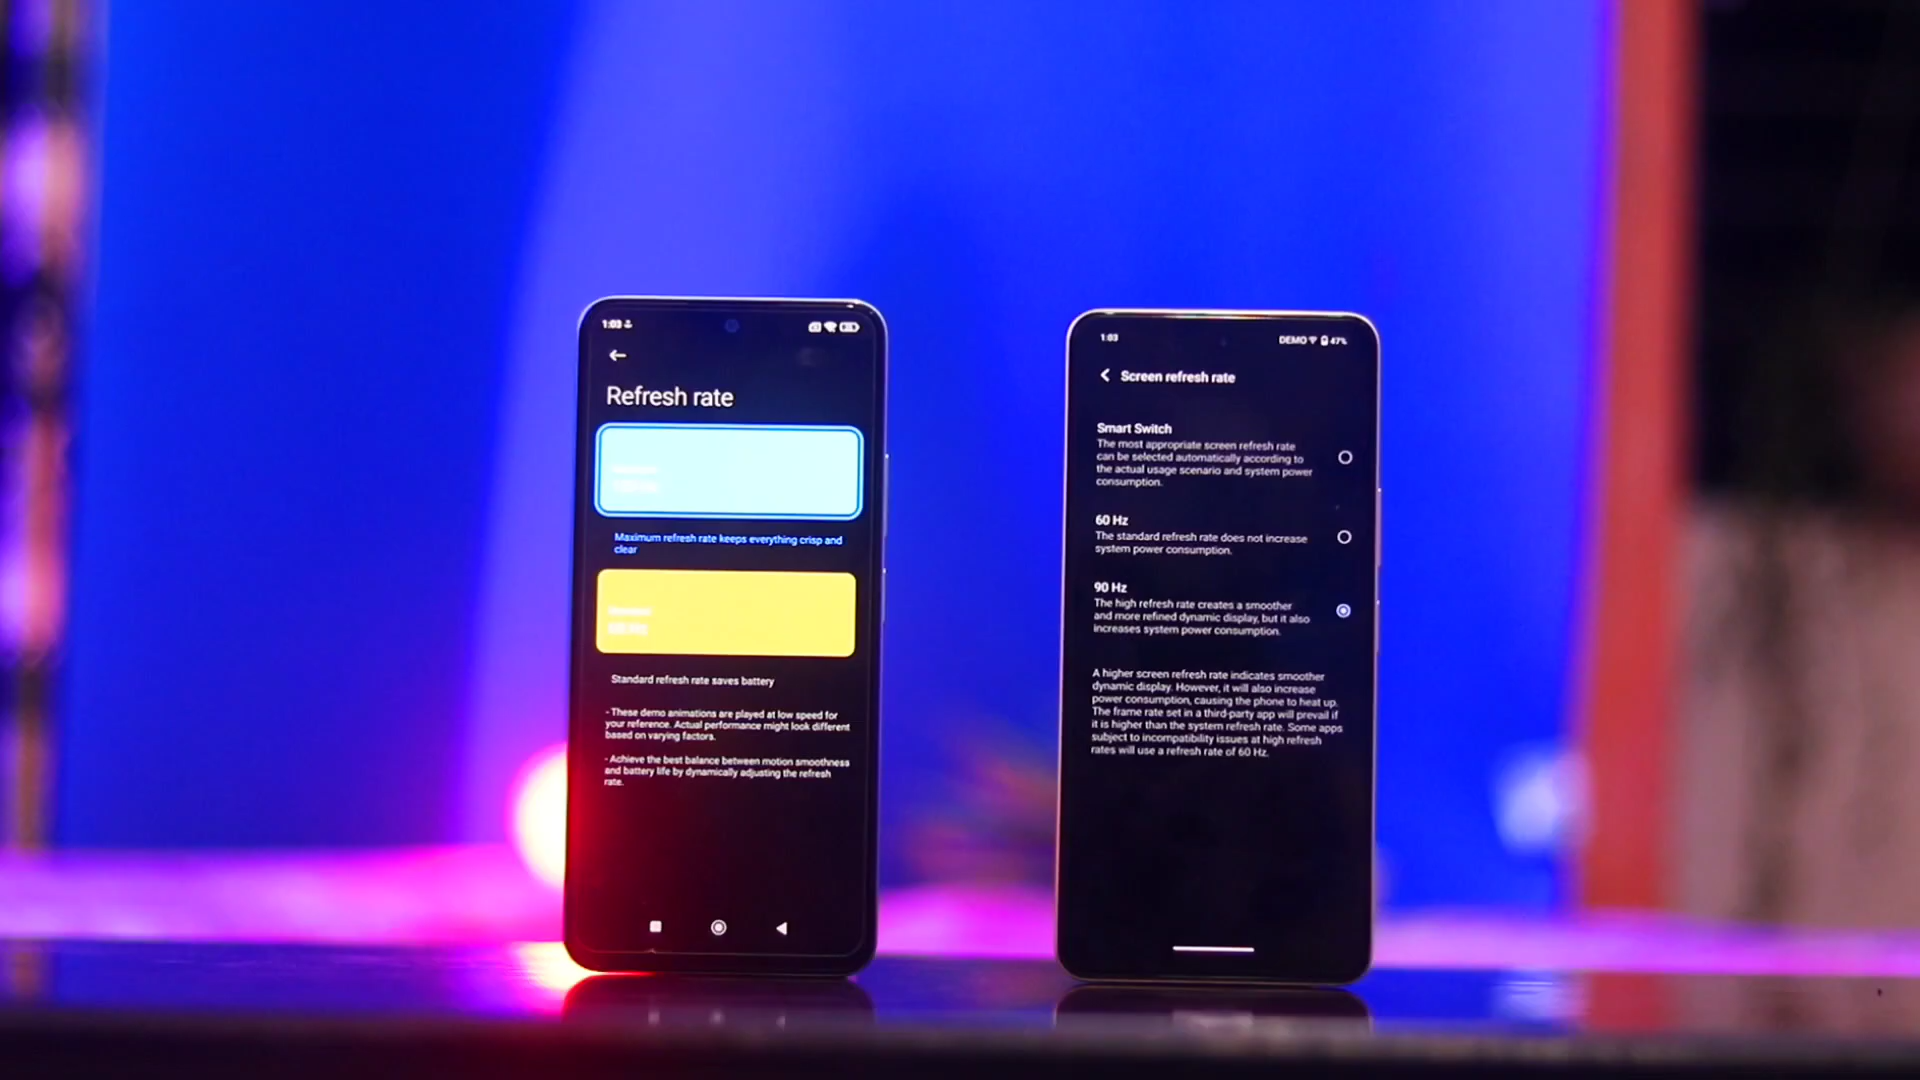 1:03
Refresh rate
Maximum refresh rate keeps everything crisp and
clear
Standard refresh rate saves battery
- These demo animations are played at low speed for
your reference. Actual performance might look different
based on varying factors.
- Achieve the best balance between motion smoothness
and battery life by dynamically adjusting the refresh
rate.
1:03
DEMO 47%
Screen refresh rate
Smart Switch
The most appropriate screen refresh rate
can be selected automatically according to
the actual usage scenario and system power
consumption.
60 Hz
The standard refresh rate does not increase
system power consumption.
90 Hz
The high refresh rate creates a smoother
and more refined dynamic display, but it also
increases system power consumption.
A higher screen refresh rate indicates smoother
dynamic display. However, it will also increase
power consumption, causing the phone to heat up.
The frame rate set in a third-party app will prevail if
it is higher than the system refresh rate. Some apps
subject to incompatibility issues at high refresh
rates will use a refresh rate of 60 Hz.